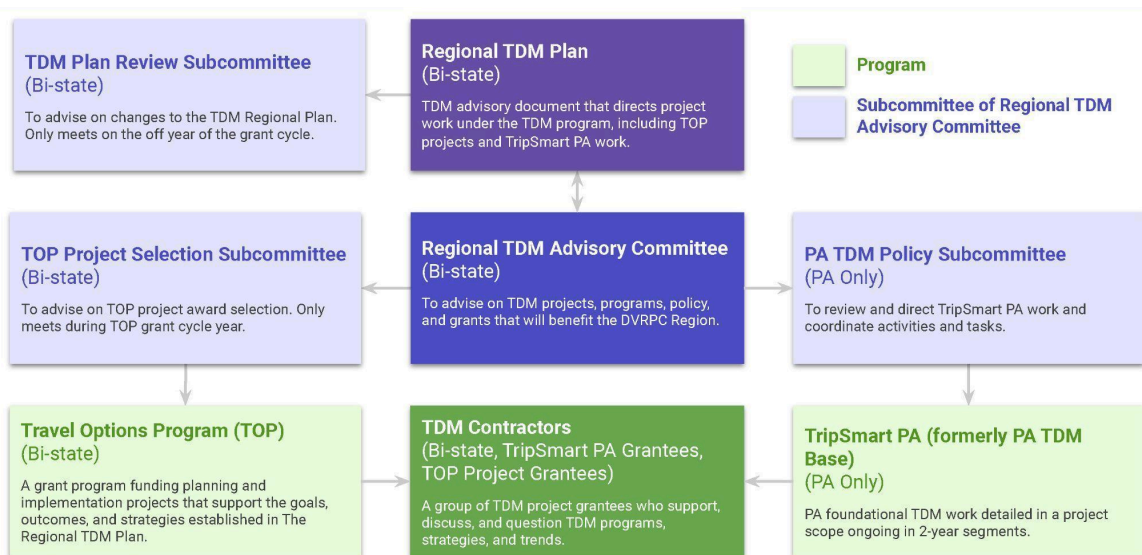 TDM Plan Review Subcommittee
(Bi-state)
To advise on changes to the TDM Regional Plan.
Only meets on the off year of the grant cycle.
Regional TDM Plan
(Bi-state)
TDM advisory document that directs project
work under the TDM program, including TOP
projects and TripSmart PA work.
Program
Subcommittee of Regional TDM
Advisory Committee
TOP Project Selection Subcommittee
(Bi-state)
To advise on TOP project award selection. Only
meets during TOP grant cycle year.
Regional TDM Advisory Committee
(Bi-state)
To advise on TDM projects, programs, policy,
and grants that will benefit the DVRPC Region.
PA TDM Policy Subcommittee
(PA Only)
To review and direct TripSmart PA work and
coordinate activities and tasks.
Travel Options Program (TOP)
(Bi-state)
A grant program funding planning and
implementation projects that support the goals,
outcomes, and strategies established in The
Regional TDM Plan.
TDM Contractors
(Bi-state, TripSmart PA Grantees,
TOP Project Grantees)
A group of TDM project grantees who support,
discuss, and question TDM programs,
strategies, and trends.
TripSmart PA (formerly PA TDM
Base)
(PA Only)
PA foundational TDM work detailed in a project
scope ongoing in 2-year segments.